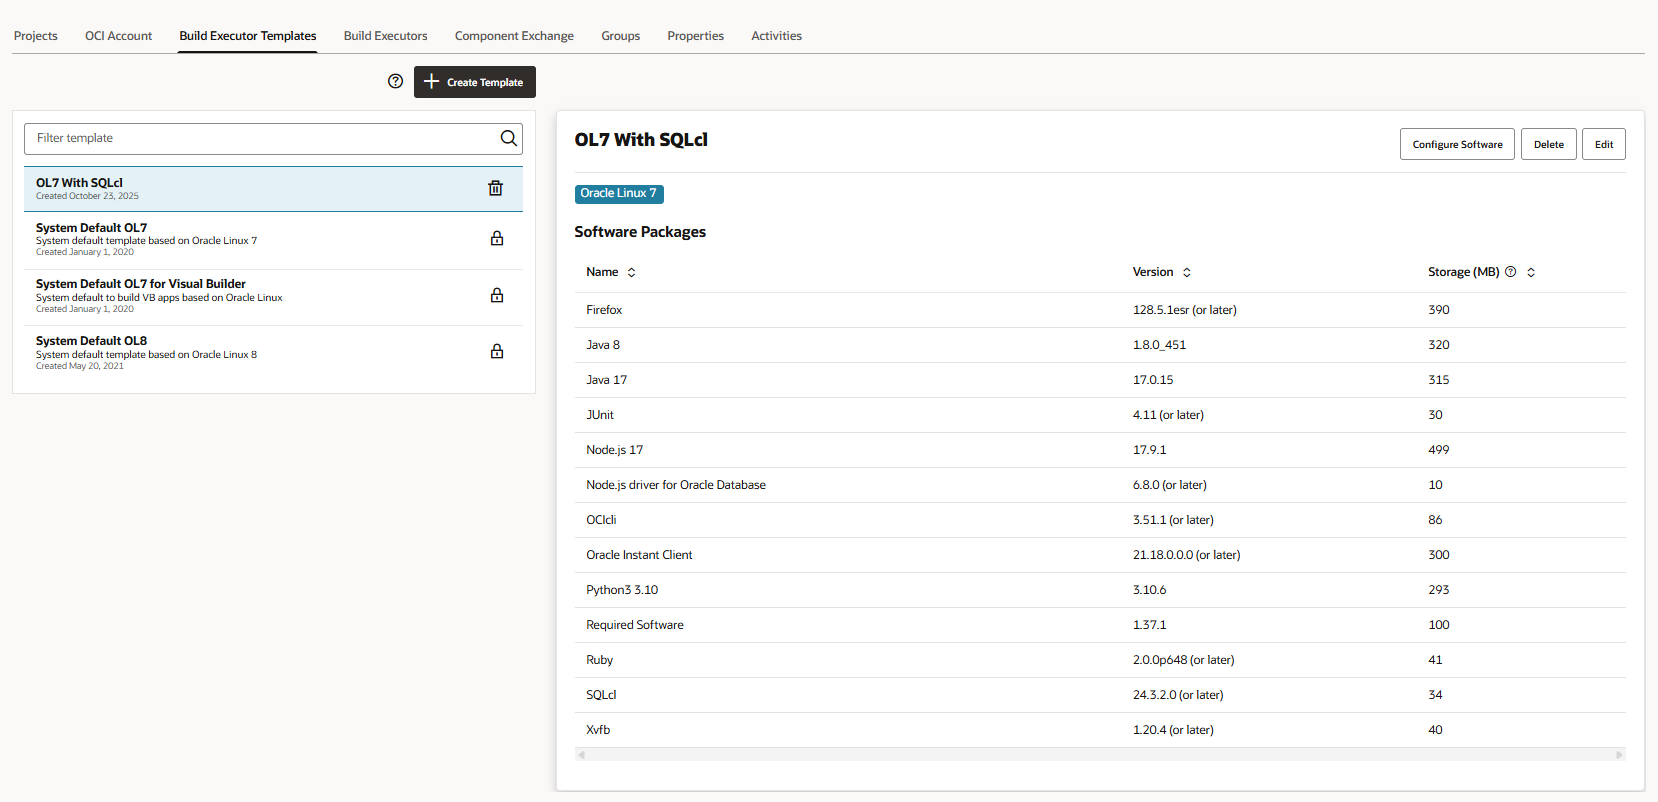 Projects OCI Account Build Executor Templates Build Executors Component Exchange Groups Properties Activities
Create Template
Filter template
OL7 With SQLcl
Created October 23, 2025
System Default OL7
System default template based on Oracle Linux 7
Created January 1, 2020
System Default OL7 for Visual Builder
System default to build VB apps based on Oracle Linux
Created January 1, 2020
System Default OL8
System default template based on Oracle Linux 8
Created May 20, 2021
OL7 With SQLcl
Configure Software Delete Edit
Oracle Linux 7
Software Packages
Name Version Storage (MB)
Firefox 128.5.1esr (or later) 390
Java 8 1.8.0_451 320
Java 17 17.0.15 315
JUnit 4.11 (or later) 30
Node.js 17 17.9.1 499
Node.js driver for Oracle Database 6.8.0 (or later) 10
OCIcli 3.51.1 (or later) 86
Oracle Instant Client 21.18.0.0.0 (or later) 300
Python3 3.10 3.10.6 293
Required Software 1.37.1 100
Ruby 2.0.0p648 (or later) 41
SQLcl 24.3.2.0 (or later) 34
Xvfb 1.20.4 (or later) 40